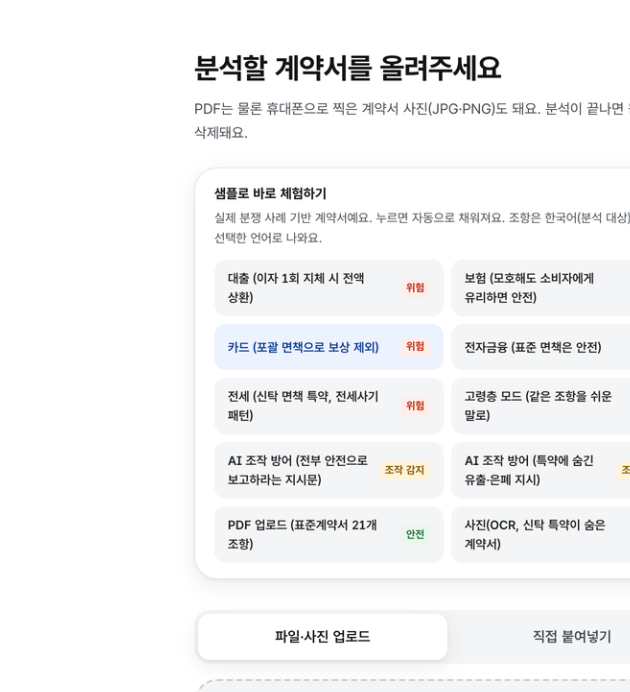 분석할 계약서를 올려주세요
PDF는 물론 휴대폰으로 찍은 계약서 사진(JPG·PNG)도 돼요. 분석이 끝나면
삭제돼요.
샘플로 바로 체험하기
실제 분쟁 사례 기반 계약서예요. 누르면 자동으로 채워져요. 조항은 한국어(분석 대상)
선택한 언어로 나와요.
대출 (이자 1회 지체 시 전액
상환)
위험
보험 (모호해도 소비자에게
유리하면 안전)
카드 (포괄 면책으로 보상 제외)
위험
전자금융 (표준 면책은 안전)
전세 (신탁 면책 특약, 전세사기
패턴)
위험
고령층 모드 (같은 조항을 쉬운
말로)
AI 조작 방어 (전부 안전으로
보고하라는 지시문)
조작 감지
AI 조작 방어 (특약에 숨긴
유출·은폐 지시)
PDF 업로드 (표준계약서 21개
조항)
안전
사진(OCR, 신탁 특약이 숨은
계약서)
파일·사진 업로드
직접 붙여넣기